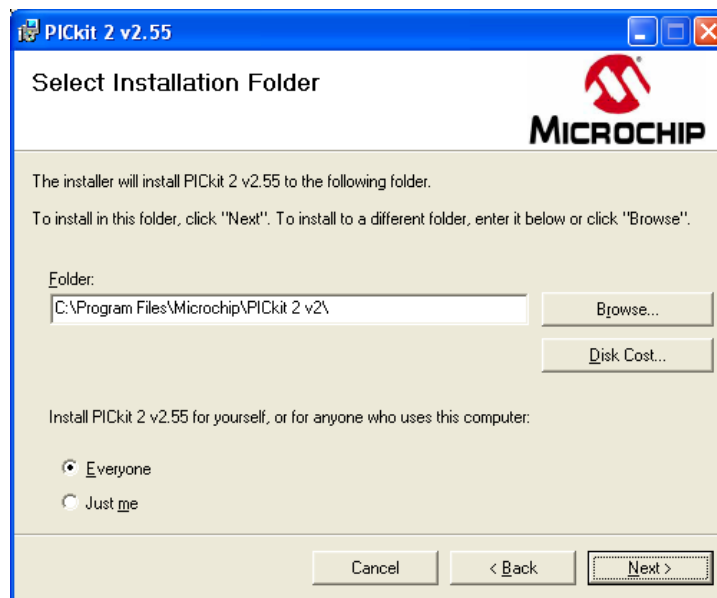 PICkit 2 v2.55
Select Installation Folder
MICROCHIP
The installer will install PICkit 2 v2.55 to the following folder.
To install in this folder, click "Next". To install to a different folder, enter it below or click "Browse".
Folder:
C:\Program Files\Microchip\PICkit 2 v2\
Browse...
Disk Cost...
Install PICkit 2 v2.55 for yourself, or for anyone who uses this computer:
Everyone
Just me
Cancel
< Back
Next >